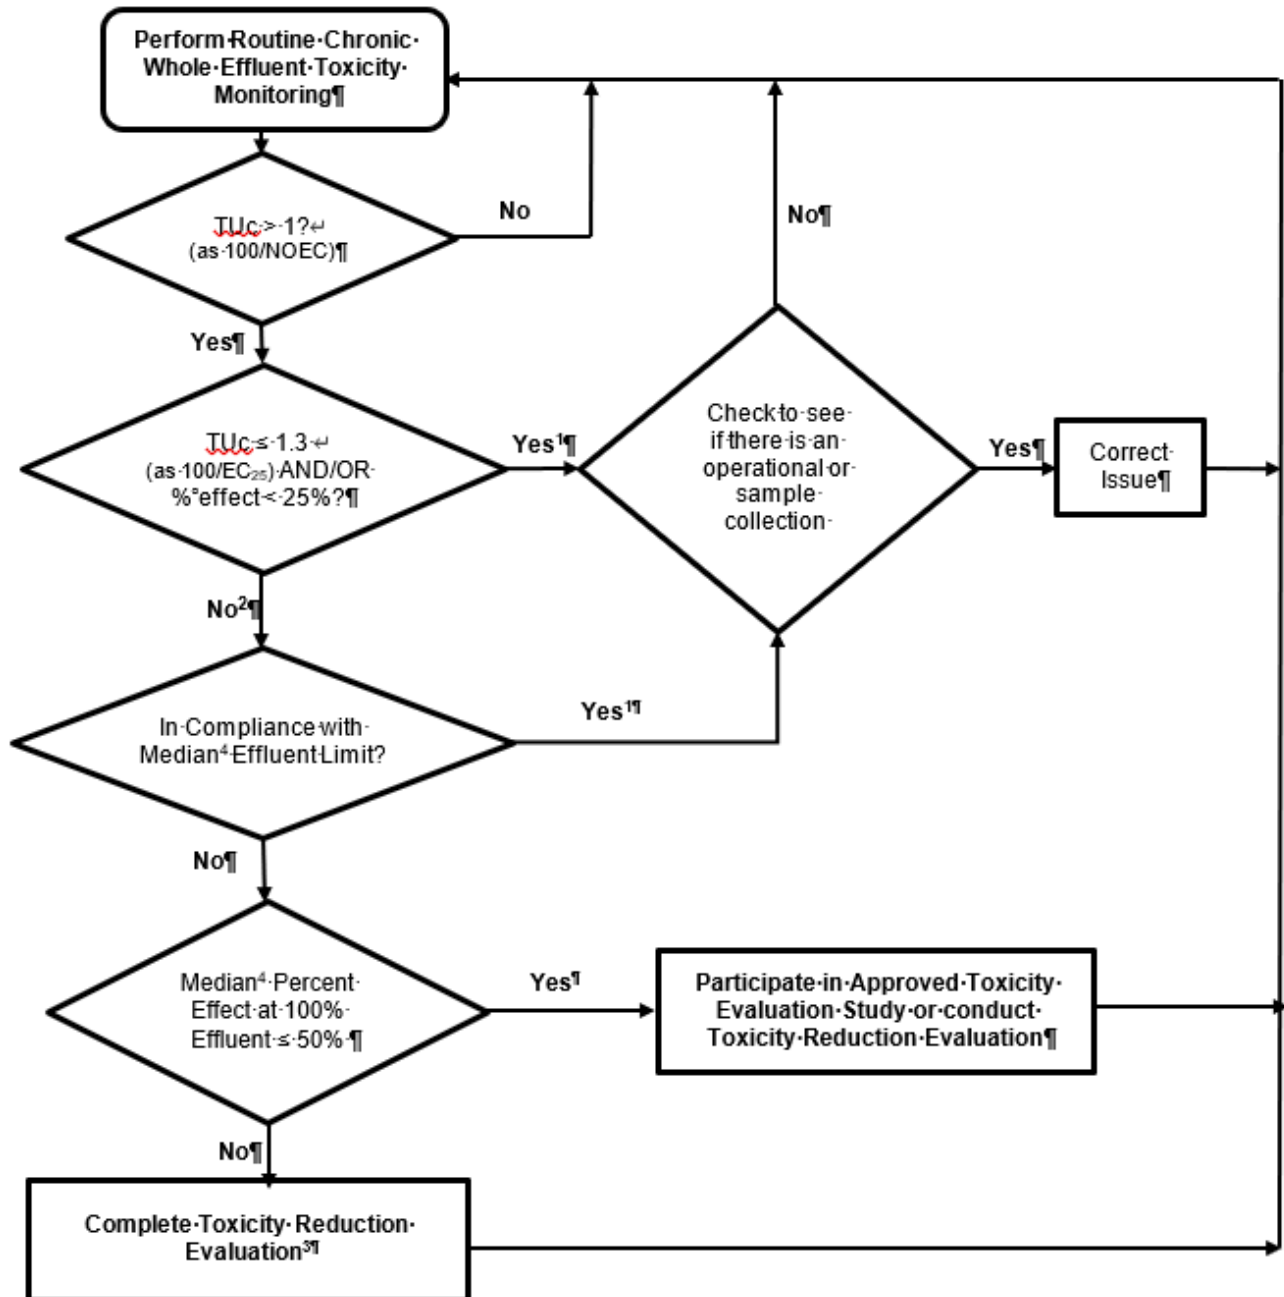 Perform·Routine·Chronic·
Whole·Effluent·Toxicity·
Monitoring¶
TUc·>·1?↵
(as·100/NOEC)¶
No
Yes¶
TUc·≤·1.3·↵
(as·100/EC₂₅)·AND/OR·
%°effect·<·25%?¶
Yes¹¶
Check·to·see·
if·there·is·an·
operational·or·
sample·
collection·
No¶
Yes¶
Correct·
Issue¶
No²¶
In·Compliance·with·
Median⁴·Effluent·Limit?
Yes¹¶
No¶
Median⁴·Percent·
Effect·at·100%·
Effluent·≤·50%·¶
Yes¶
Participate·in·Approved·Toxicity·
Evaluation·Study·or·conduct·
Toxicity·Reduction·Evaluation¶
No¶
Complete·Toxicity·Reduction·
Evaluation³¶